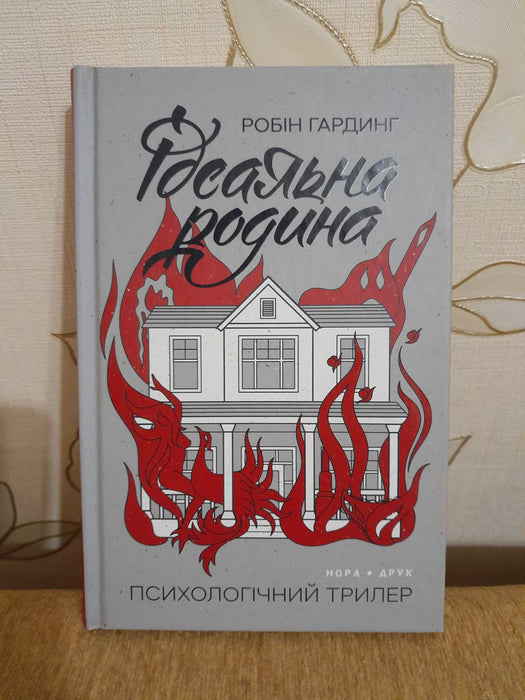 РОБІН ГАРДИНГ
Ідеальна
родина
НОРА • ДРУК
ПСИХОЛОГІЧНИЙ ТРИЛЕР